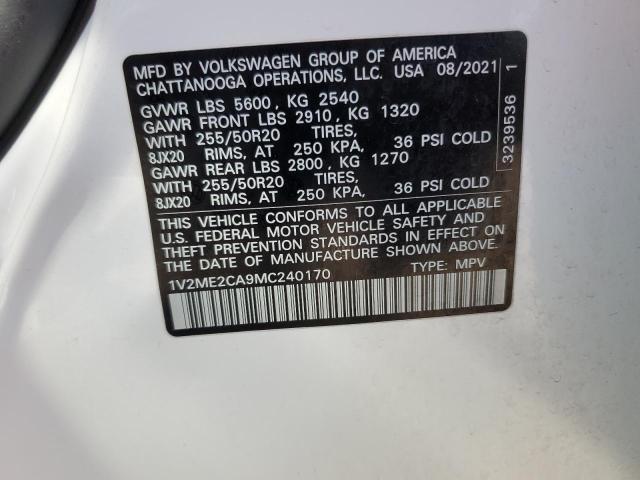 MFD BY VOLKSWAGEN GROUP OF AMERICA
CHATTANOOGA OPERATIONS, LLC. USA 08/2021
GVWR LBS 5600, KG 2540
GAWR FRONT LBS 2910, KG 1320
WITH 255/50R20 TIRES,
8JX20 RIMS, AT 250 KPA, 36 PSI COLD
GAWR REAR LBS 2800, KG 1270
WITH 255/50R20 TIRES,
8JX20 RIMS, AT 250 KPA, 36 PSI COLD
THIS VEHICLE CONFORMS TO ALL APPLICABLE
U.S. FEDERAL MOTOR VEHICLE SAFETY AND
THEFT PREVENTION STANDARDS IN EFFECT ON
THE DATE OF MANUFACTURE SHOWN ABOVE.
1V2ME2CA9MC240170 TYPE: MPV
3239536 1